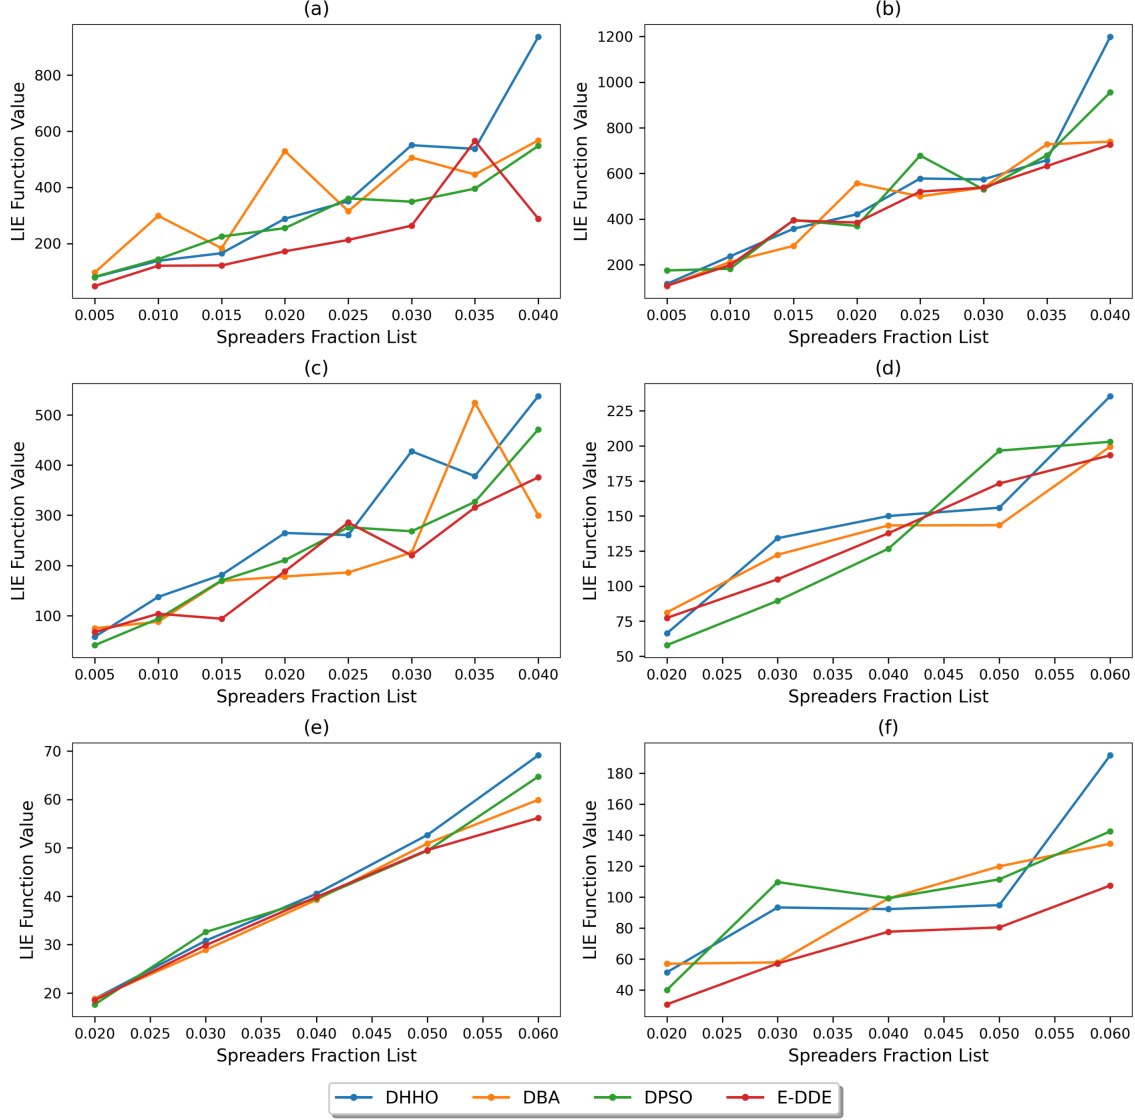 (a)
LIE Function Value
800
600
400
200
0.005 0.010 0.015 0.020 0.025 0.030 0.035 0.040
Spreaders Fraction List
(b)
LIE Function Value
1200
1000
800
600
400
200
0.005 0.010 0.015 0.020 0.025 0.030 0.035 0.040
Spreaders Fraction List
(c)
LIE Function Value
500
400
300
200
100
0.005 0.010 0.015 0.020 0.025 0.030 0.035 0.040
Spreaders Fraction List
(d)
LIE Function Value
225
200
175
150
125
100
75
50
0.020 0.025 0.030 0.035 0.040 0.045 0.050 0.055 0.060
Spreaders Fraction List
(e)
LIE Function Value
70
60
50
40
30
20
0.020 0.025 0.030 0.035 0.040 0.045 0.050 0.055 0.060
Spreaders Fraction List
(f)
LIE Function Value
180
160
140
120
100
80
60
40
0.020 0.025 0.030 0.035 0.040 0.045 0.050 0.055 0.060
Spreaders Fraction List
DHHO DBA DPSO E-DDE